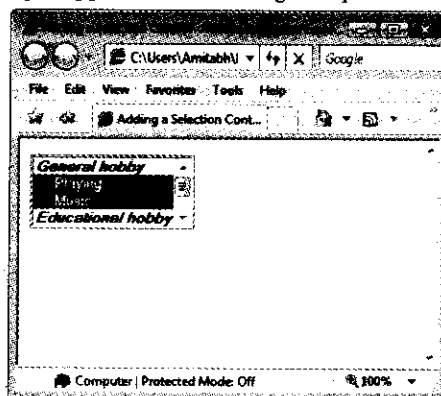 C:\Users\Amitabh\ Google
File Edit View Favorites Tools Help
Adding a Selection Cont...
General hobby
Playing
Music
Educational hobby
Computer | Protected Mode: Off 100%